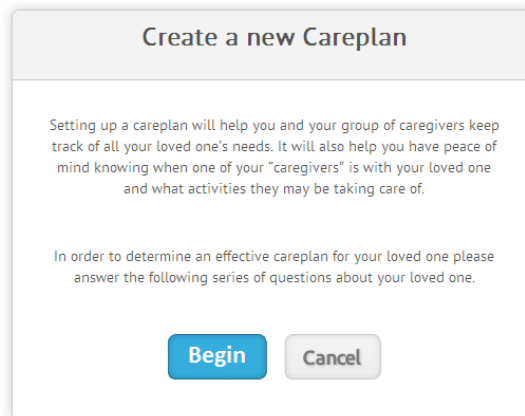 Create a new Careplan
Setting up a careplan will help you and your group of caregivers keep
track of all your loved one's needs. It will also help you have peace of
mind knowing when one of your "caregivers" is with your loved one
and what activities they may be taking care of.
In order to determine an effective careplan for your loved one please
answer the following series of questions about your loved one.
Begin
Cancel